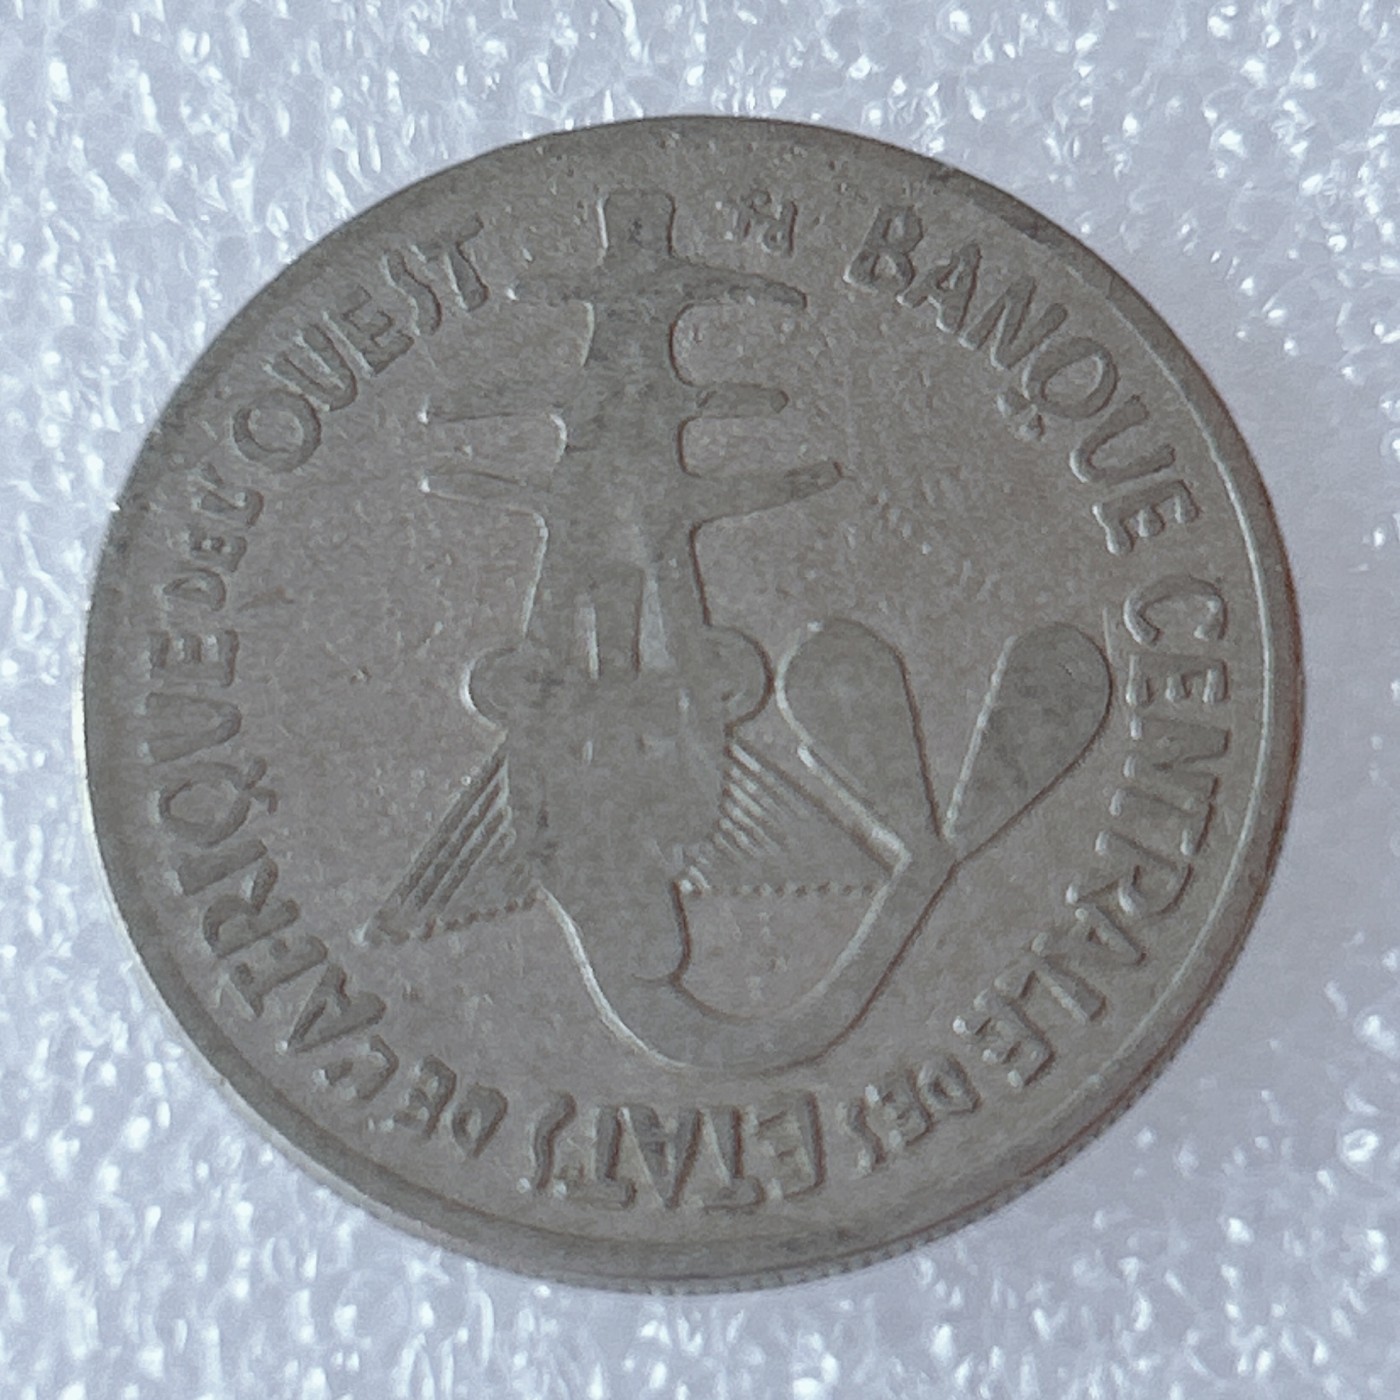 BANQUE CENTRALE DES ETATS DE L'AFRIQUE DE L'OUEST